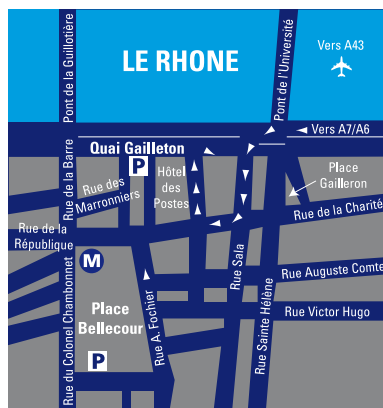 Pont de la Guillotière
LE RHONE
Pont de l'Université
Vers A43
Vers A7/A6
Quai Gailleton
P
Rue de la Barre
Rue des
Marromiers
Hôtel
des
Postes
Place
Gailleron
Rue de la Charité
Rue de la
République
M
Rue du Colonel Chambonnet
Place
Bellecour
Rue A. Fochier
Rue Sala
Rue Sainte Hélène
Rue Auguste Comte
Rue Victor Hugo
P